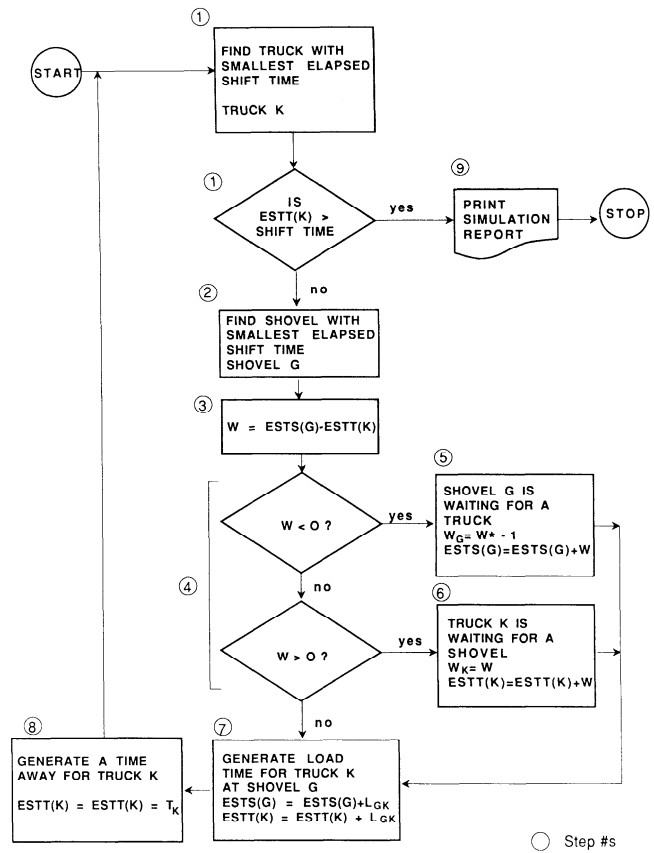 ①
FIND TRUCK WITH
SMALLEST ELAPSED
SHIFT TIME
TRUCK K
START
①
IS
ESTT(K) >
SHIFT TIME
yes
⑨
PRINT
SIMULATION
REPORT
STOP
no
②
FIND SHOVEL WITH
SMALLEST ELAPSED
SHIFT TIME
SHOVEL G
③
W = ESTS(G)-ESTT(K)
④
W < O ?
yes
⑤
SHOVEL G IS
WAITING FOR A
TRUCK
W_G= W* - 1
ESTS(G)=ESTS(G)+W
no
W > O ?
yes
⑥
TRUCK K IS
WAITING FOR A
SHOVEL
W_K= W
ESTT(K)=ESTT(K)+W
no
⑦
GENERATE LOAD
TIME FOR TRUCK K
AT SHOVEL G
ESTS(G) = ESTS(G)+L_GK
ESTT(K) = ESTT(K) + L_GK
⑧
GENERATE A TIME
AWAY FOR TRUCK K
ESTT(K) = ESTT(K) = T_K
Step #s